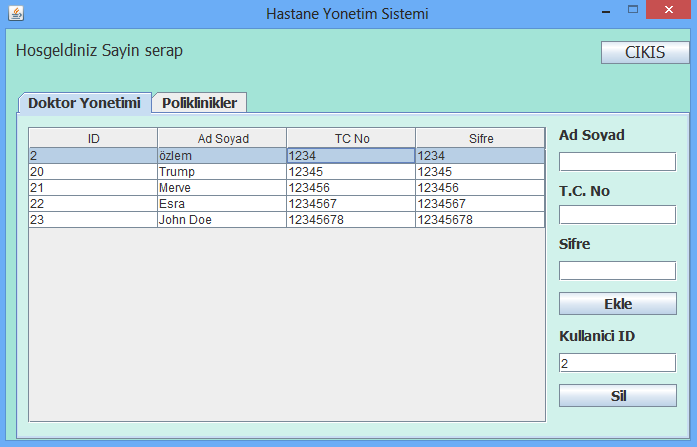 Hastane Yonetim Sistemi
Hosgeldiniz Sayin serap
CIKIS
Doktor Yonetimi Poliklinikler
ID Ad Soyad TC No Sifre
2 özlem 1234 1234
20 Trump 12345 12345
21 Merve 123456 123456
22 Esra 1234567 1234567
23 John Doe 12345678 12345678
Ad Soyad
T.C. No
Sifre
Ekle
Kullanici ID
2
Sil